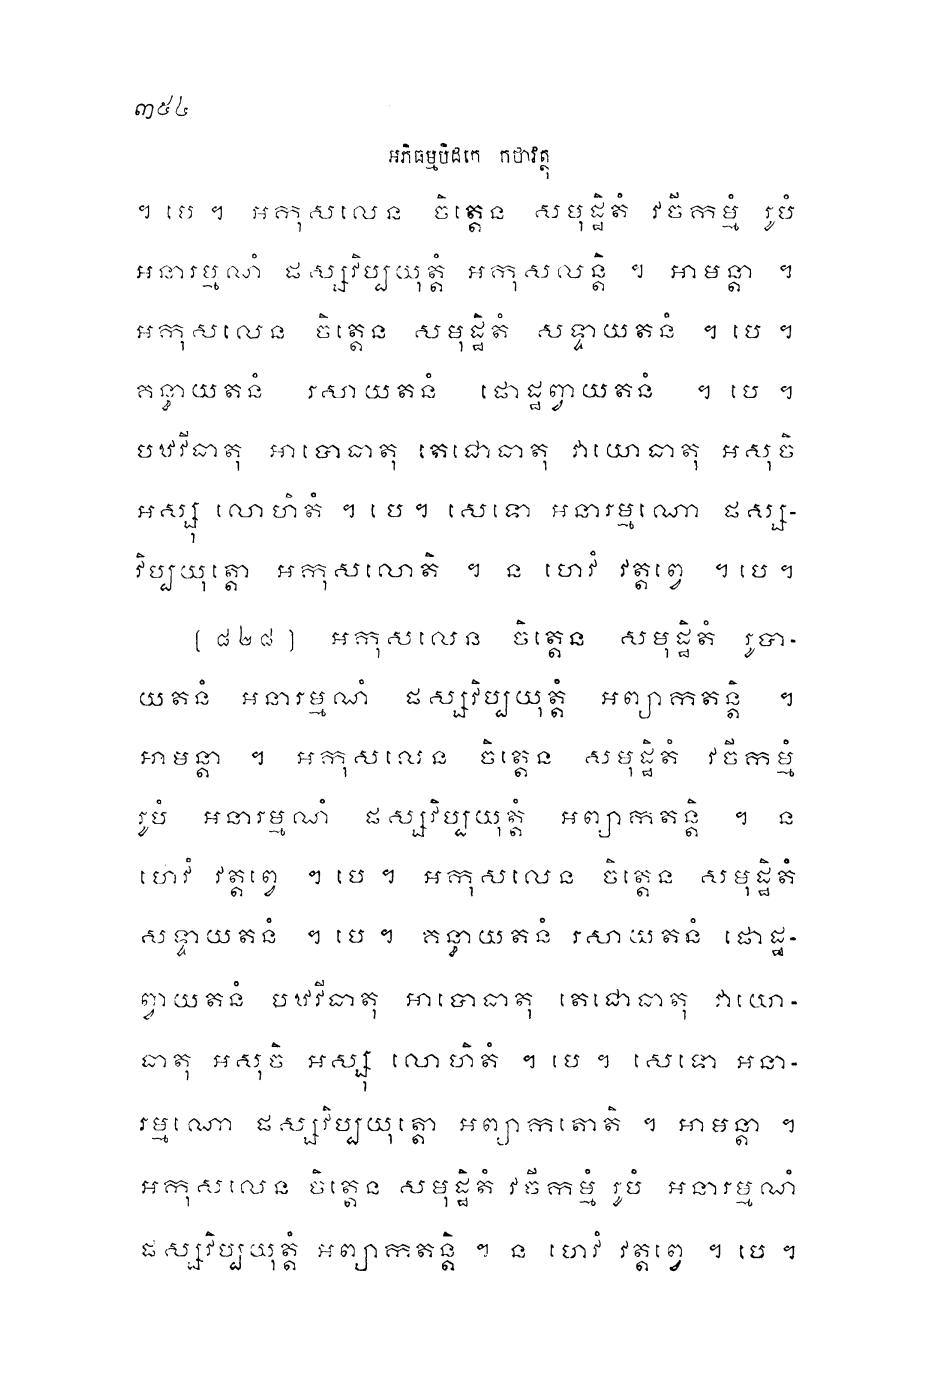 ៣៥៤
អភិធម្មបិដកេ កថាវត្ថុ
។ បេ ។ អកុសលេន ចិត្តេន សមុដ្ឋិតំ វចីកម្មំ រូបំ
អនារម្មណំ ផស្សវិប្បយុត្តំ អកុសលន្តិ ។ អាមន្តា ។
អកុសលេន ចិត្តេន សមុដ្ឋិតំ សទ្ទាយតនំ ។ បេ ។
គន្ធាយតនំ រសាយតនំ ផោដ្ឋព្វាយតនំ ។ បេ ។
បឋវីធាតុ អាបោធាតុ តេជោធាតុ វាយោធាតុ អសុចិ
អស្សុ លោហិតំ ។ បេ ។ សេទោ អនារម្មណោ ផស្ស-
វិប្បយុត្តោ អកុសលោតិ ។ ន ហេវំ វត្តព្វេ ។ បេ ។
(៨២៩) អកុសលេន ចិត្តេន សមុដ្ឋិតំ រូបា-
យតនំ អនារម្មណំ ផស្សវិប្បយុត្តំ អព្យាកតន្តិ ។
អាមន្តា ។ អកុសលេន ចិត្តេន សមុដ្ឋិតំ វចីកម្មំ
រូបំ អនារម្មណំ ផស្សវិប្បយុត្តំ អព្យាកតន្តិ ។ ន
ហេវំ វត្តព្វេ ។ បេ ។ អកុសលេន ចិត្តេន សមុដ្ឋិតំ
សទ្ទាយតនំ ។ បេ ។ គន្ធាយតនំ រសាយតនំ ផោដ្ឋ-
ព្វាយតនំ បឋវីធាតុ អាបោធាតុ តេជោធាតុ វាយោ-
ធាតុ អសុចិ អស្សុ លោហិតំ ។ បេ ។ សេទោ អនា-
រម្មណោ ផស្សវិប្បយុត្តោ អព្យាកតោតិ ។ អាមន្តា ។
អកុសលេន ចិត្តេន សមុដ្ឋិតំ វចីកម្មំ រូបំ អនារម្មណំ
ផស្សវិប្បយុត្តំ អព្យាកតន្តិ ។ ន ហេវំ វត្តព្វេ ។ បេ ។